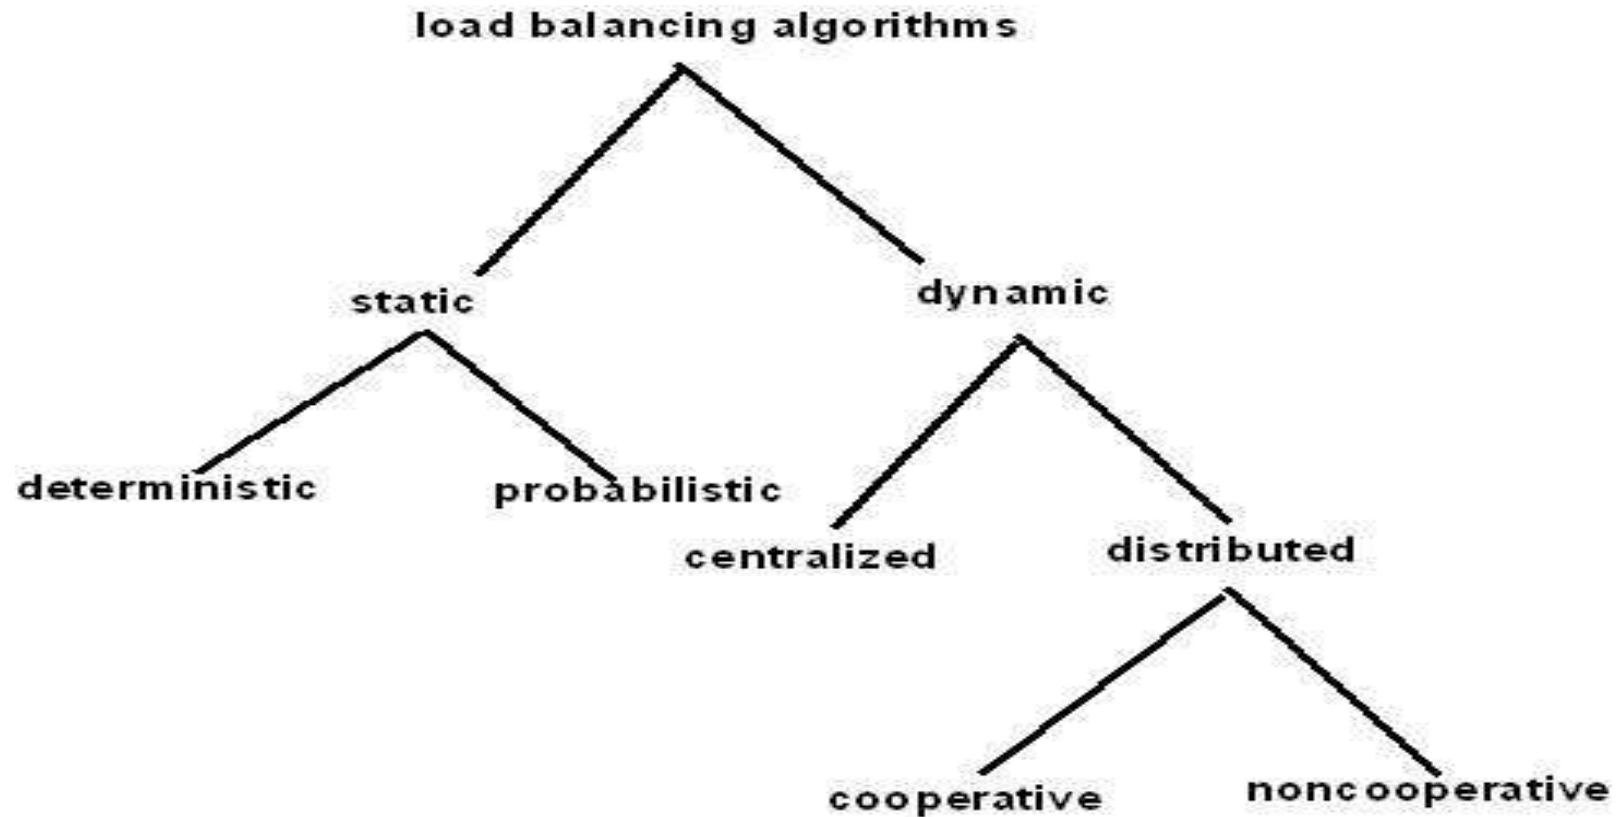 load balancing algorithms
static
dynamic
deterministic
probabilistic
centralized
distributed
cooperative
noncooperative